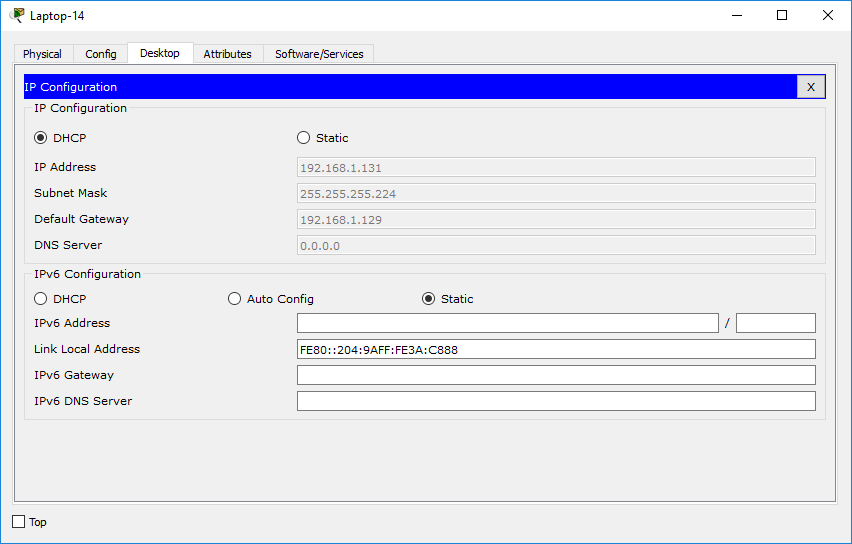 Laptop-14
Physical Config Desktop Attributes Software/Services
IP Configuration X
IP Configuration
DHCP Static
IP Address 192.168.1.131
Subnet Mask 255.255.255.224
Default Gateway 192.168.1.129
DNS Server 0.0.0.0
IPv6 Configuration
DHCP Auto Config Static
IPv6 Address /
Link Local Address FE80::204:9AFF:FE3A:C888
IPv6 Gateway
IPv6 DNS Server
Top